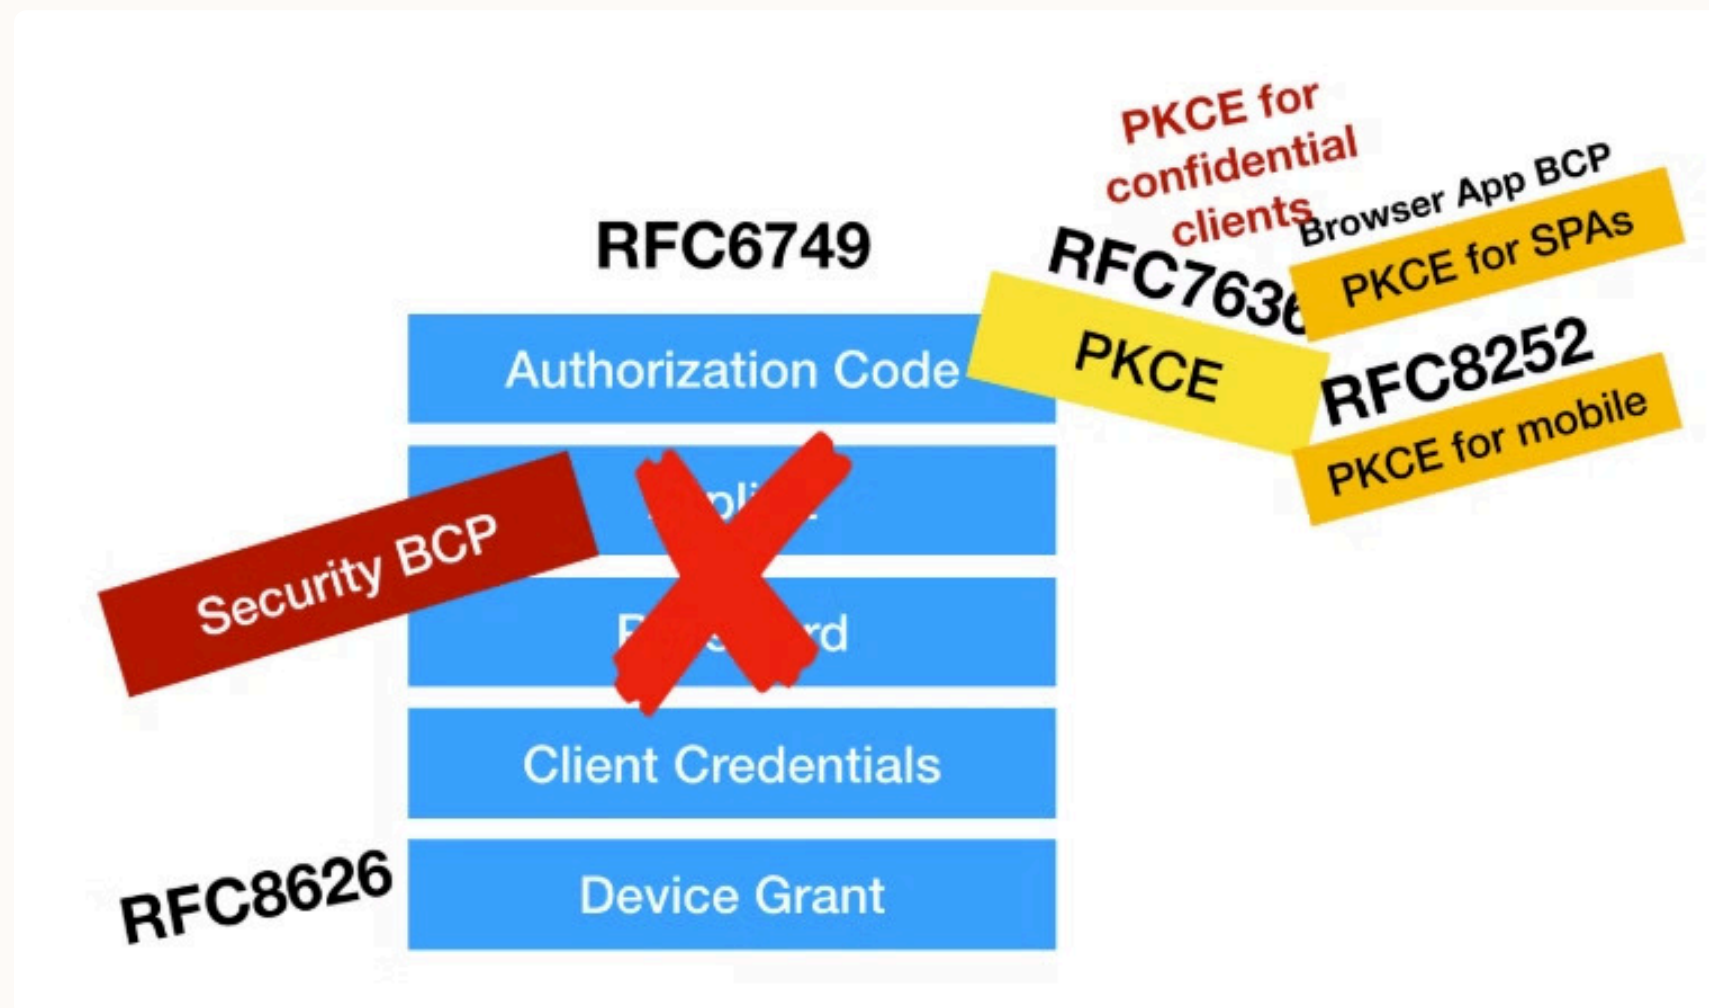 PKCE for
confidential
clients
Browser App BCP
PKCE for SPAs
RFC6749
RFC7636
Authorization Code
PKCE
RFC8252
PKCE for mobile
Security BCP
Client Credentials
RFC8626
Device Grant